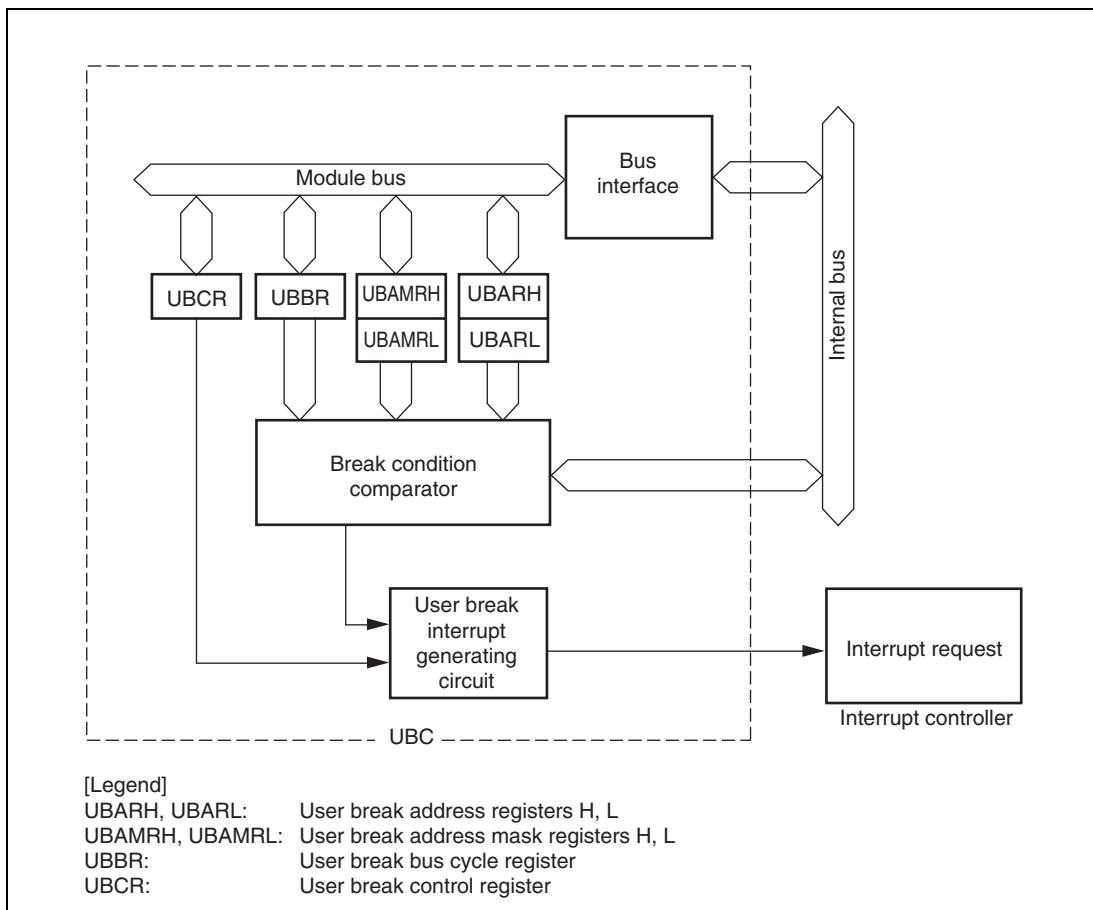 Bus
interface
Module bus
Internal bus
UBCR
UBBR
UBAMRH
UBARH
UBAMRL
UBARL
Break condition
comparator
User break
interrupt
generating
circuit
Interrupt request
Interrupt controller
UBC
[Legend]
UBARH, UBARL: User break address registers H, L
UBAMRH, UBAMRL: User break address mask registers H, L
UBBR: User break bus cycle register
UBCR: User break control register